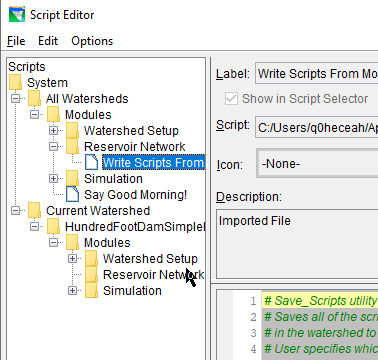 Script Editor
File Edit Options
Scripts
System
All Watersheds
Modules
Watershed Setup
Reservoir Network
Write Scripts From
Simulation
Say Good Morning!
Current Watershed
HundredFootDamSimple
Modules
Watershed Setup
Reservoir Network
Simulation
Label: Write Scripts From Mo
Show in Script Selector
Script: C:/Users/q0heceah/Ap
Icon: -None-
Description:
Imported File
1 # Save_Scripts utility
2 # Saves all of the scri
3 # in the watershed to
4 # User specifies whic